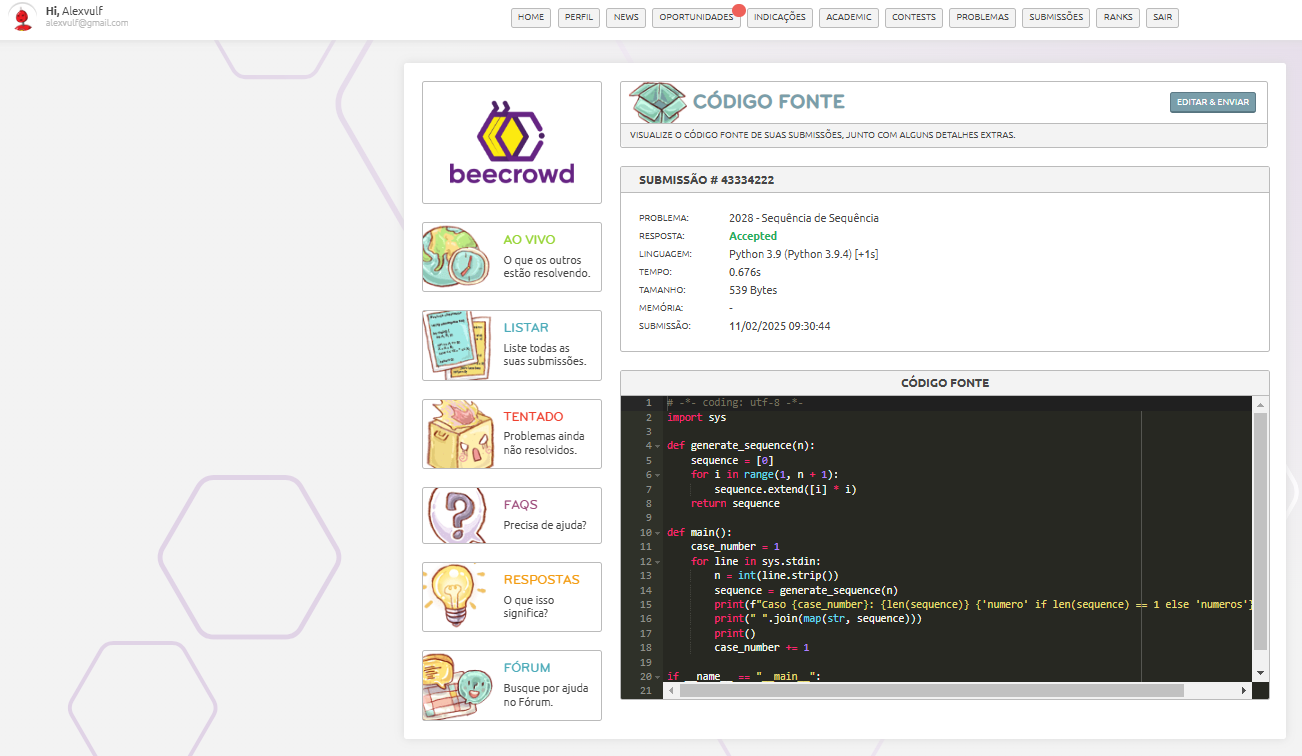 Hi, Alexvulf
alexvulf@gmail.com
HOME PERFIL NEWS OPORTUNIDADES INDICAÇÕES ACADEMIC CONTESTS PROBLEMAS SUBMISSÕES RANKS SAIR
beecrowd
AO VIVO
O que os outros
estão resolvendo.
LISTAR
Liste todas as
suas submissões.
TENTADO
Problemas ainda
não resolvidos.
FAQS
Precisa de ajuda?
RESPOSTAS
O que isso
significa?
FÓRUM
Busque por ajuda
no Fórum.
CÓDIGO FONTE
EDITAR & ENVIAR
VISUALIZE O CÓDIGO FONTE DE SUAS SUBMISSÕES, JUNTO COM ALGUNS DETALHES EXTRAS.
SUBMISSÃO # 43334222
PROBLEMA: 2028 - Sequência de Sequência
RESPOSTA: Accepted
LINGUAGEM: Python 3.9 (Python 3.9.4) [+1s]
TEMPO: 0.676s
TAMANHO: 539 Bytes
MEMÓRIA: -
SUBMISSÃO: 11/02/2025 09:30:44
CÓDIGO FONTE
1 # -*- coding: utf-8 -*-
2 import sys
3
4 def generate_sequence(n):
5 sequence = [0]
6 for i in range(1, n + 1):
7 sequence.extend([i] * i)
8 return sequence
9
10 def main():
11 case_number = 1
12 for line in sys.stdin:
13 n = int(line.strip())
14 sequence = generate_sequence(n)
15 print(f"Caso {case_number}: {len(sequence)} {'numero' if len(sequence) == 1 else 'numeros'}
16 print(" ".join(map(str, sequence)))
17 print()
18 case_number += 1
19
20 if __name__ == "__main__":
21